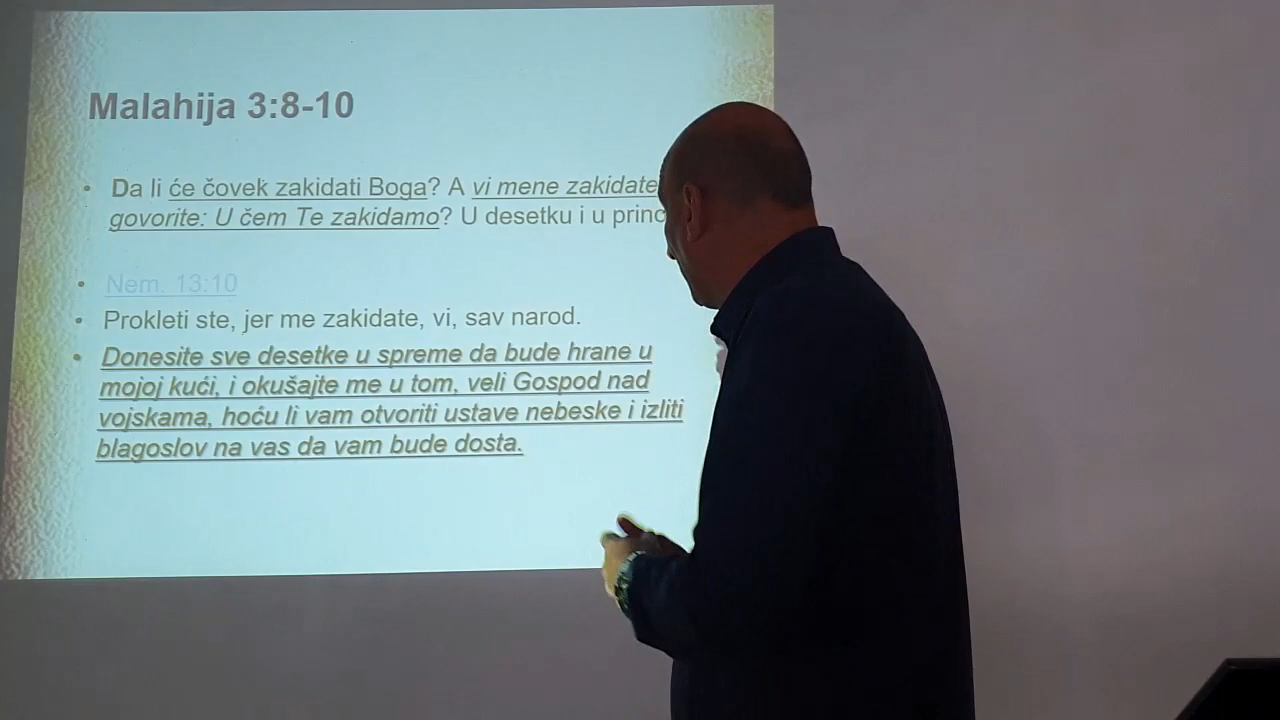 Malahija 3:8-10
• Da li će čovek zakidati Boga? A vi mene zakidate
govorite: U čem Te zakidamo? U desetku i u
• Nem. 13:10
• Prokleti ste, jer me zakidate, vi, sav narod.
• Donesite sve desetke u spreme da bude hrane u
mojoj kući, i okušajte me u tom, veli Gospod nad
vojskama, hoću li vam otvoriti ustave nebeske i izliti
blagoslov na vas da vam bude dosta.